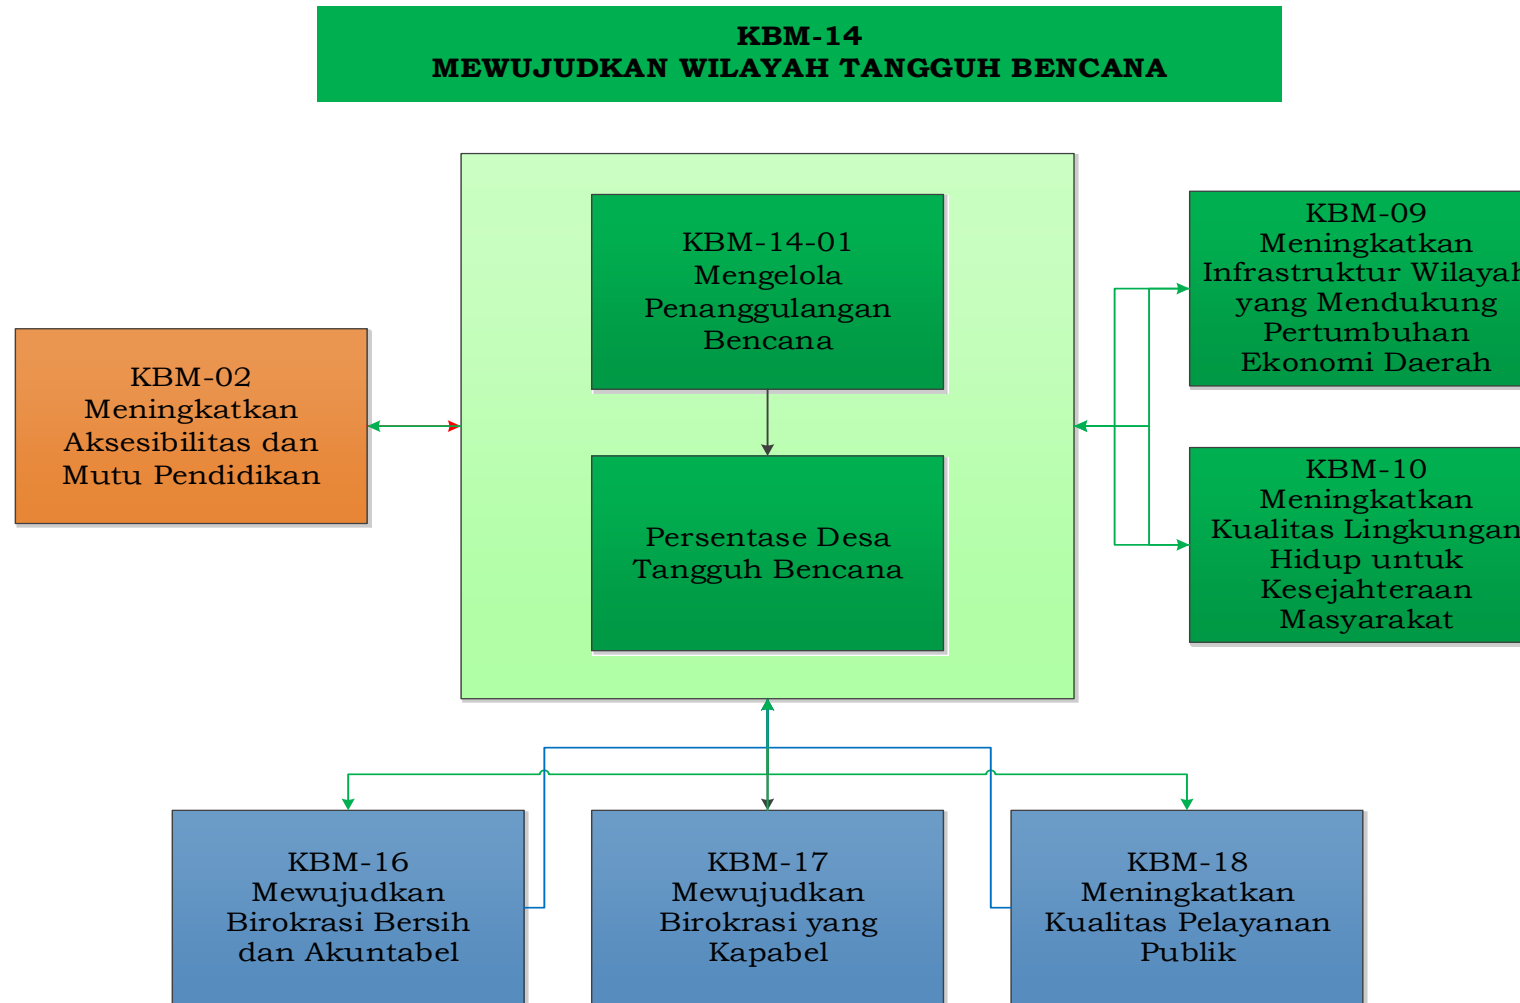 KBM-14
MEWUJUDKAN WILAYAH TANGGUH BENCANA
KBM-14-01
Mengelola
Penanggulangan
Bencana
Persentase Desa
Tangguh Bencana
KBM-02
Meningkatkan
Aksesibilitas dan
Mutu Pendidikan
KBM-09
Meningkatkan
Infrastruktur Wilayah
yang Mendukung
Pertumbuhan
Ekonomi Daerah
KBM-10
Meningkatkan
Kualitas Lingkungan
Hidup untuk
Kesejahteraan
Masyarakat
KBM-16
Mewujudkan
Birokrasi Bersih
dan Akuntabel
KBM-17
Mewujudkan
Birokrasi yang
Kapabel
KBM-18
Meningkatkan
Kualitas Pelayanan
Publik